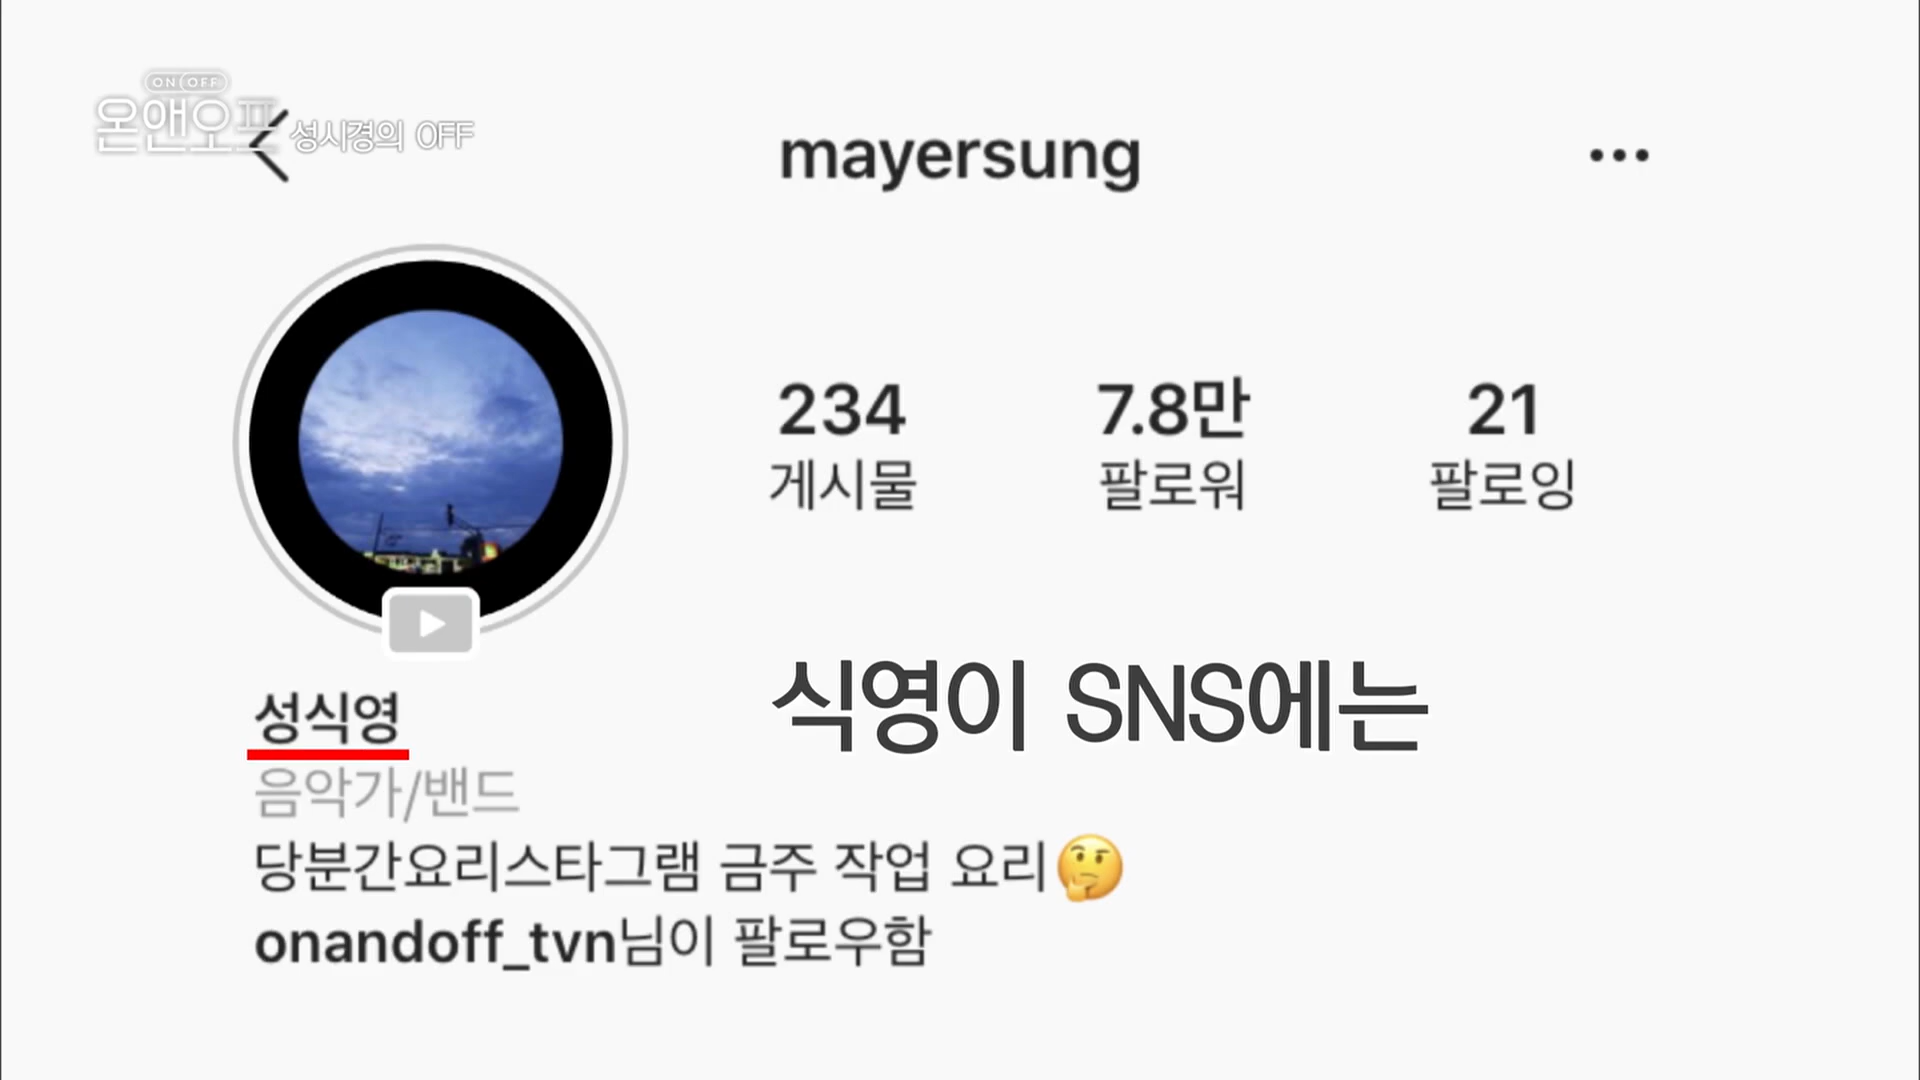 ON OFF
온앤오프 성시경의 OFF
mayersung
234 7.8만 21
게시물 팔로워 팔로잉
식영이 SNS에는
성식영
음악가/밴드
당분간요리스타그램 금주 작업 요리🤔
onandoff_tvn님이 팔로우함